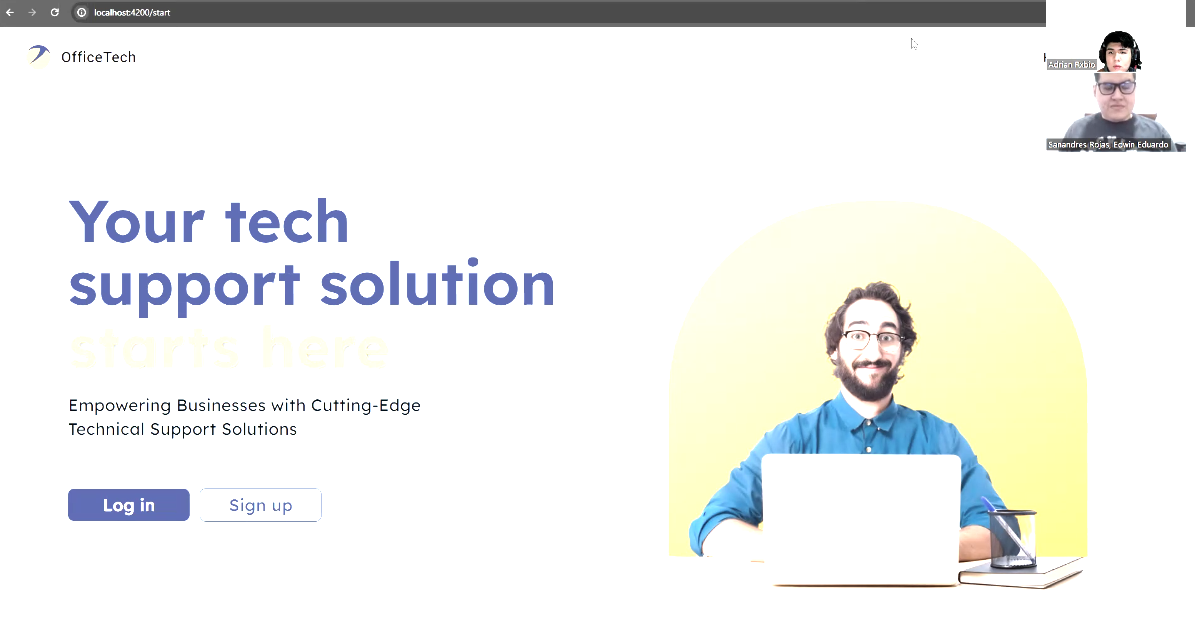 localhost:4200/start
OfficeTech
Adrian Rxbio
Sanandres Rojas, Edwin Eduardo
Your tech
support solution
starts here
Empowering Businesses with Cutting-Edge
Technical Support Solutions
Log in
Sign up